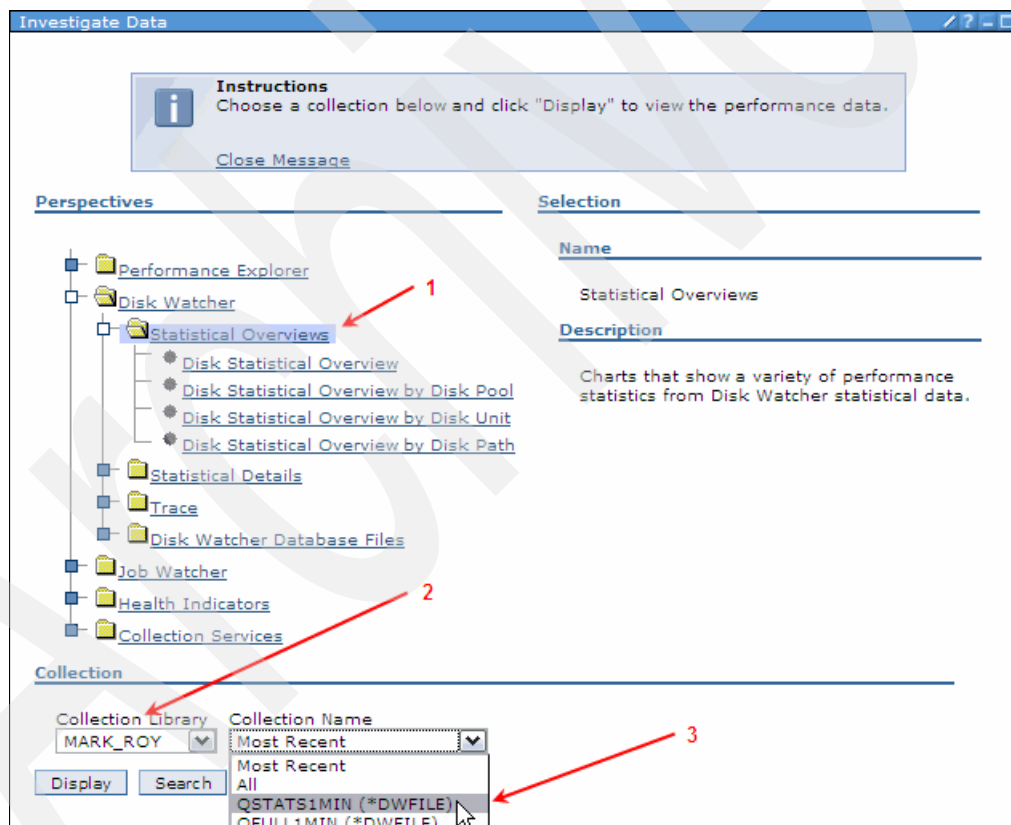 Investigate Data
Instructions
Choose a collection below and click "Display" to view the performance data.
Close Message
Perspectives
Selection
Performance Explorer
Disk Watcher
Statistical Overviews
Disk Statistical Overview
Disk Statistical Overview by Disk Pool
Disk Statistical Overview by Disk Unit
Disk Statistical Overview by Disk Path
Statistical Details
Trace
Disk Watcher Database Files
Job Watcher
Health Indicators
Collection Services
1
2
Name
Statistical Overviews
Description
Charts that show a variety of performance
statistics from Disk Watcher statistical data.
Collection
Collection Library
MARK_ROY
Collection Name
Most Recent
Most Recent
All
QSTATS1MIN (*DWFILE)
QFULL1MIN (*DWFILE)
3
Display
Search